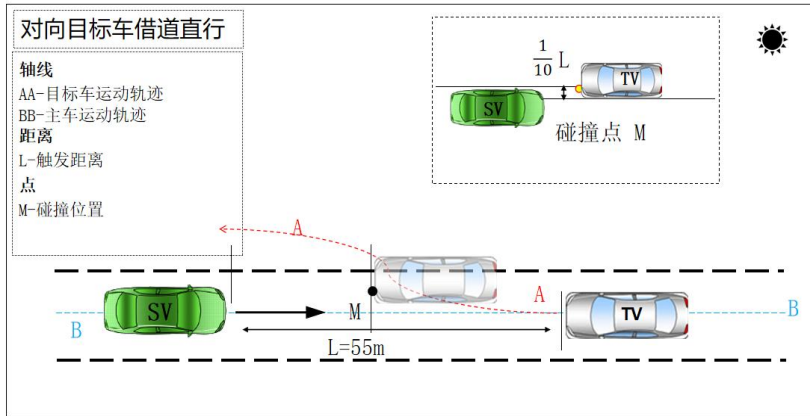 对向目标车借道直行
轴线
AA-目标车运动轨迹
BB-主车运动轨迹
距离
L-触发距离
点
M-碰撞位置
1/10 L
TV
SV
碰撞点 M
A
A
SV
M
TV
B
B
L=55m